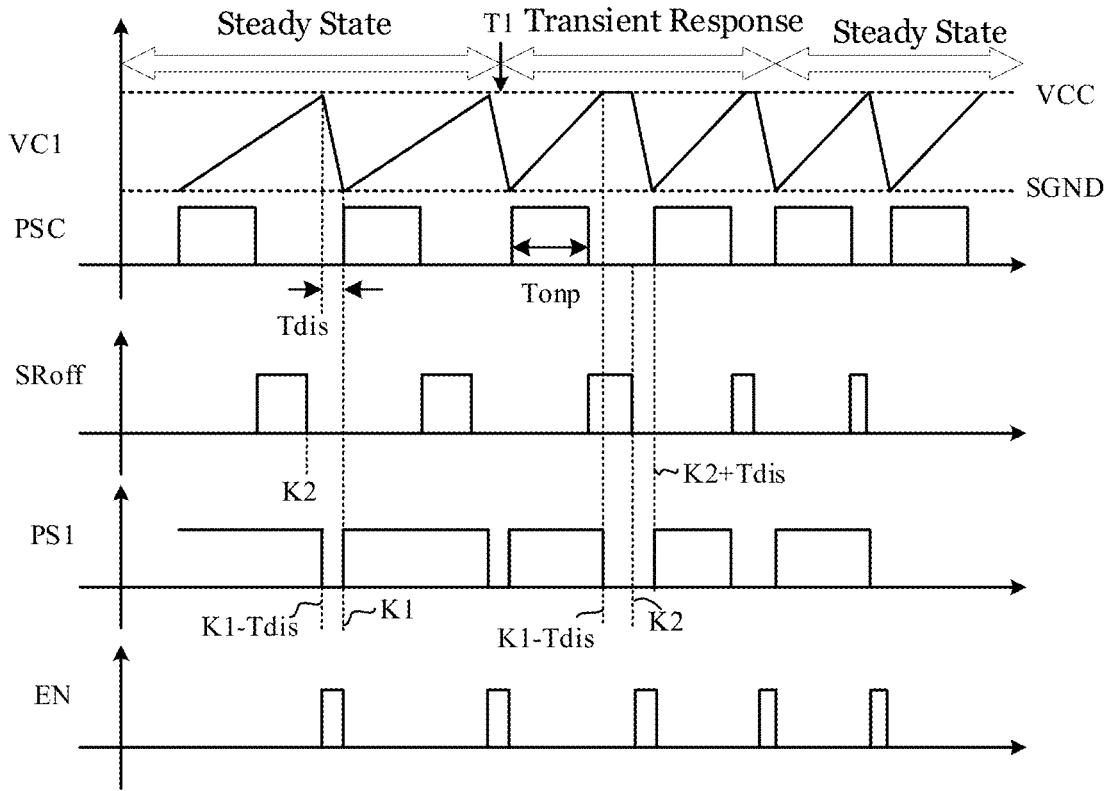 Steady State
T1
Transient Response
Steady State
VCC
VC1
SGND
PSC
Tdis
Tonp
SRoff
K2
K2+Tdis
PS1
K1-Tdis
K1
K1-Tdis
K2
EN